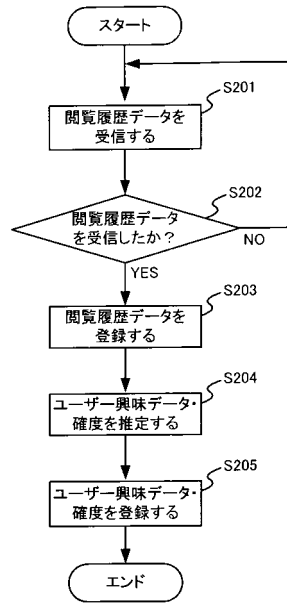 スタート
S201
閲覧履歴データを
受信する
S202
閲覧履歴データ
を受信したか？
NO
YES
S203
閲覧履歴データを
登録する
S204
ユーザー興味データ・
確度を推定する
S205
ユーザー興味データ・
確度を登録する
エンド